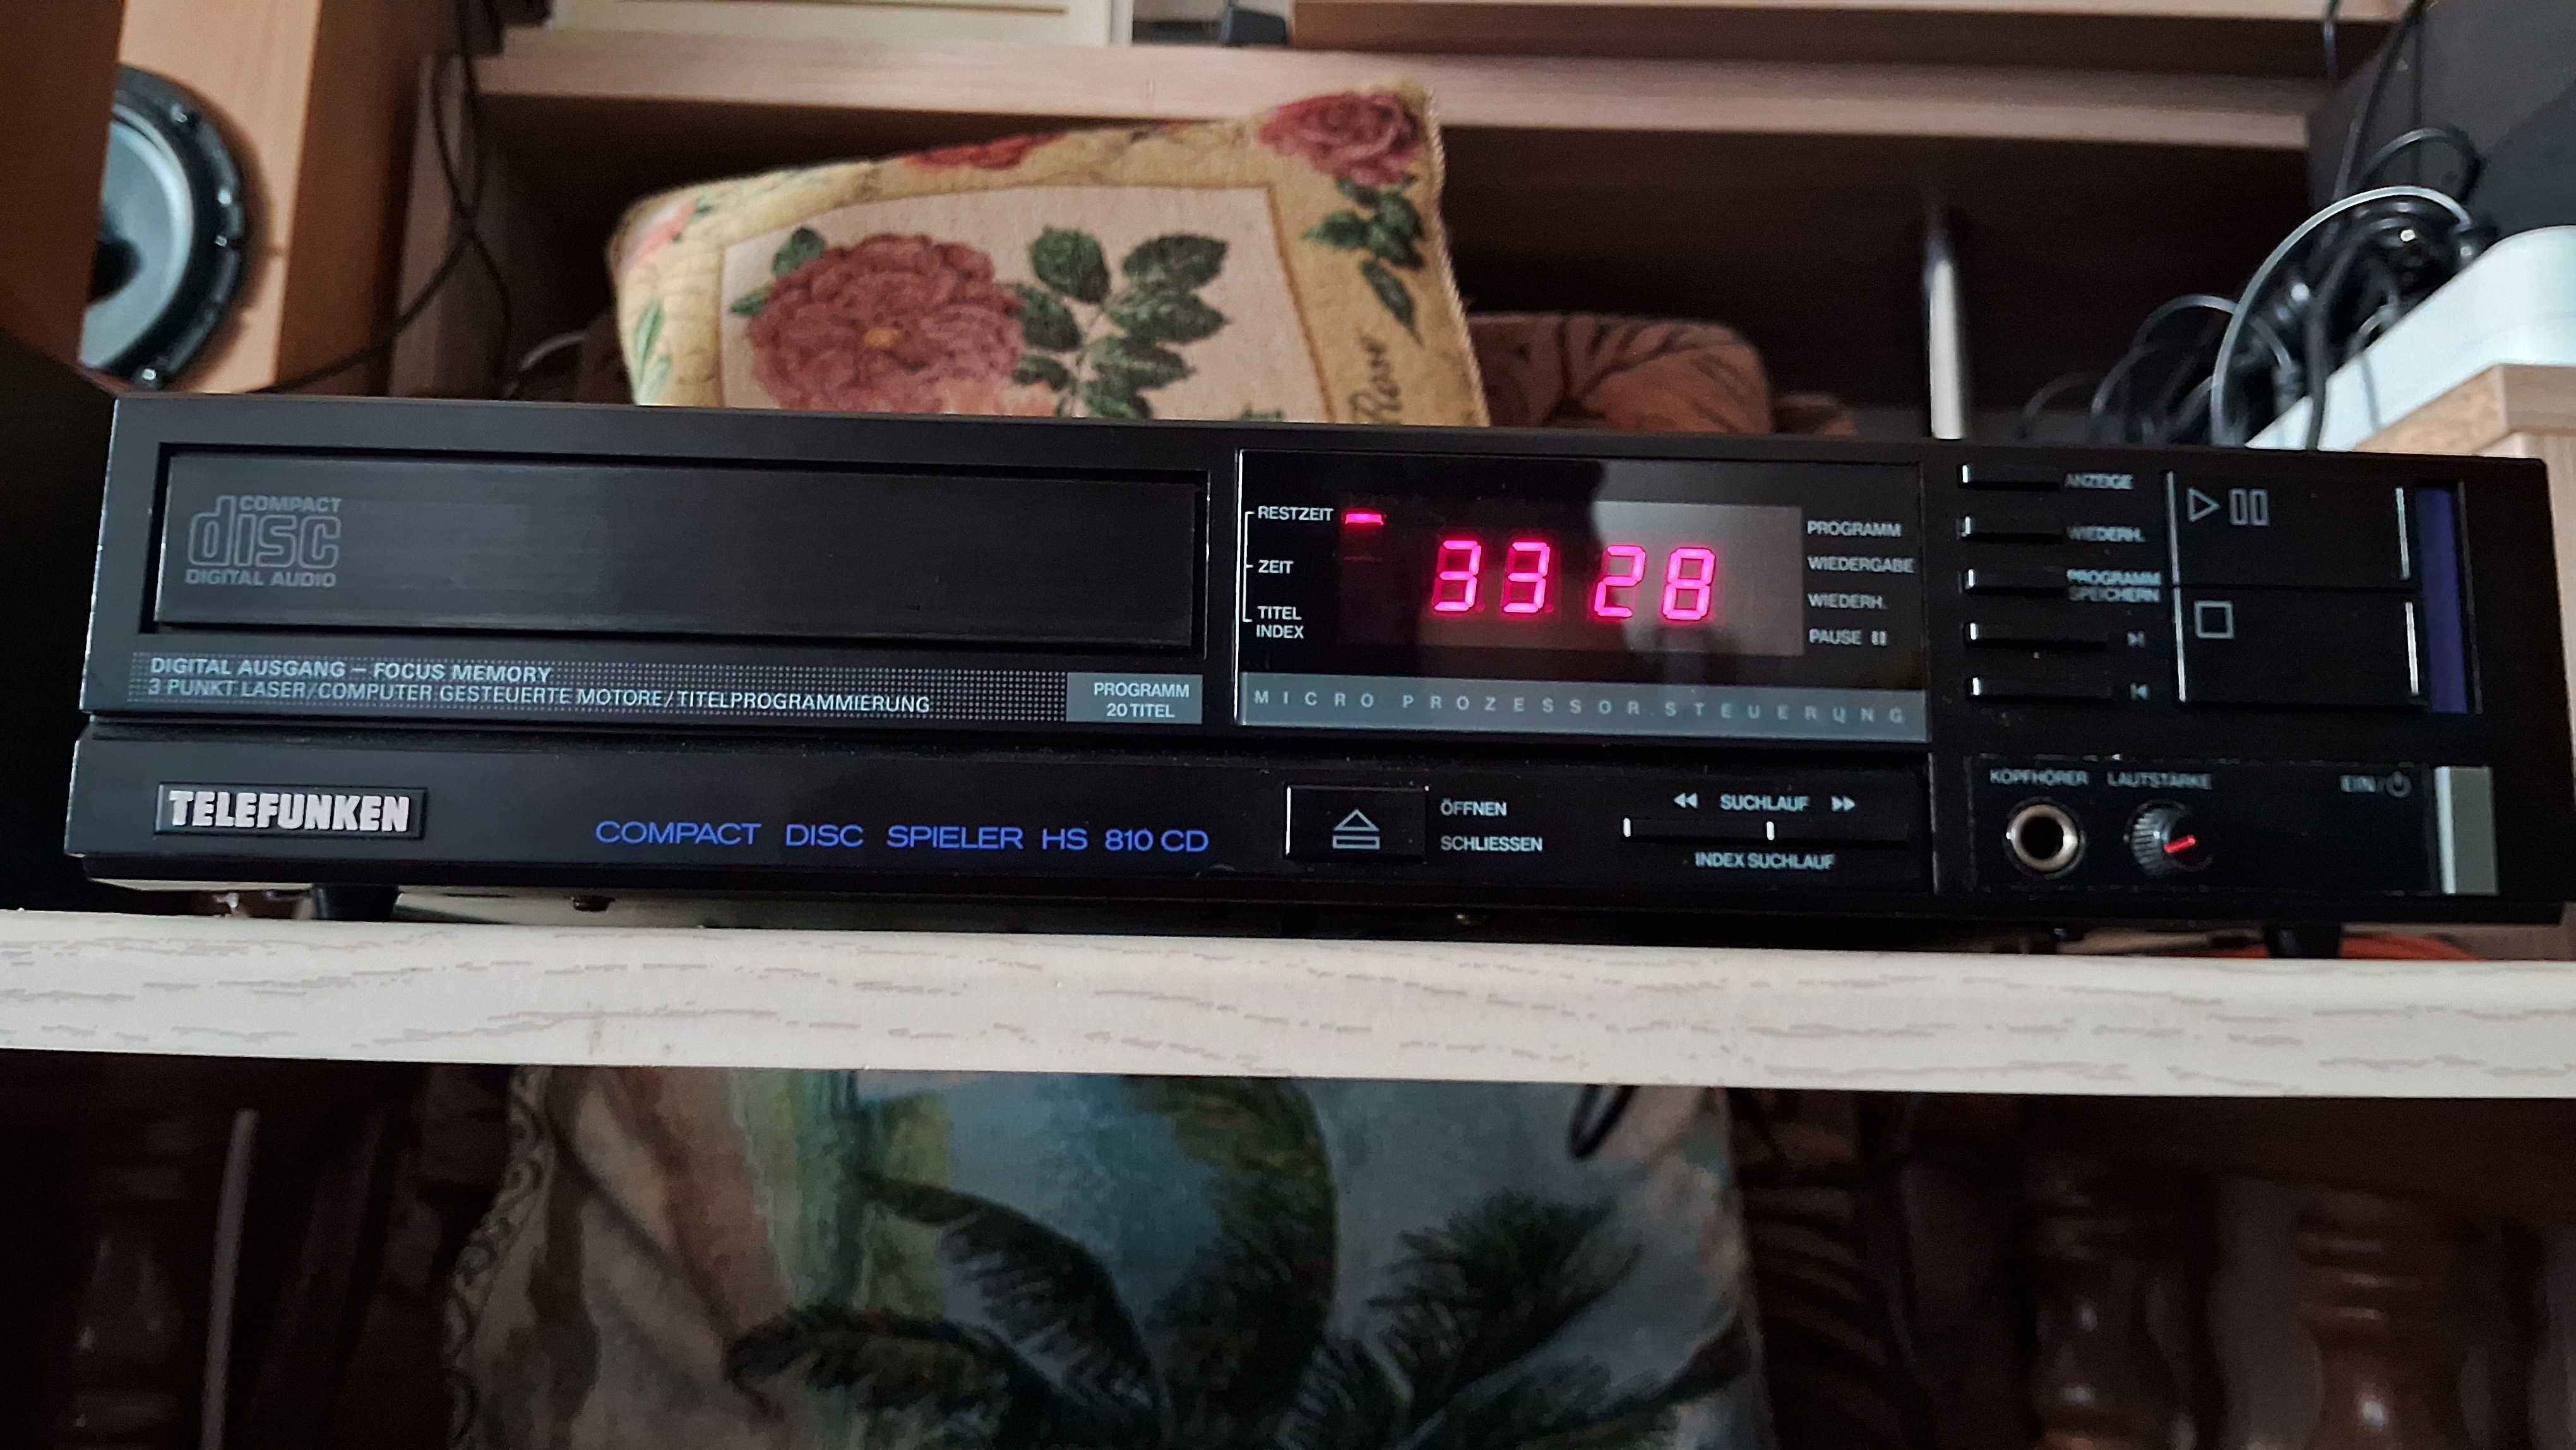 Rose
COMPACT
disc
DIGITAL AUDIO
DIGITAL AUSGANG – FOCUS MEMORY
3 PUNKT LASER/COMPUTER GESTEUERTE MOTORE/TITELPROGRAMMIERUNG
PROGRAMM
20 TITEL
RESTZEIT
ZEIT
TITEL
INDEX
33 28
PROGRAMM
WIEDERGABE
WIEDERH.
PAUSE
MICRO PROZESSOR STEUERUNG
ANZEIGE
WIEDERH.
PROGRAMM
SPEICHERN
TELEFUNKEN
COMPACT DISC SPIELER HS 810 CD
ÖFFNEN
SCHLIESSEN
SUCHLAUF
INDEX SUCHLAUF
KOPFHÖRER
LAUTSTÄRKE
EIN/